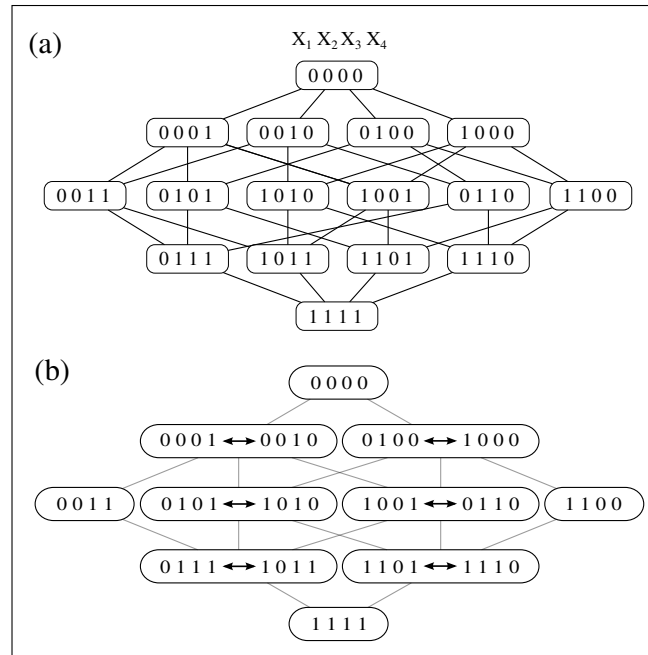 (a)
X₁ X₂ X₃ X₄
0 0 0 0
0 0 0 1 0 0 1 0 0 1 0 0 1 0 0 0
0 0 1 1 0 1 0 1 1 0 1 0 1 0 0 1 0 1 1 0 1 1 0 0
0 1 1 1 1 0 1 1 1 1 0 1 1 1 1 0
1 1 1 1
(b)
0 0 0 0
0 0 0 1 ↔ 0 0 1 0 0 1 0 0 ↔ 1 0 0 0
0 0 1 1 0 1 0 1 ↔ 1 0 1 0 1 0 0 1 ↔ 0 1 1 0 1 1 0 0
0 1 1 1 ↔ 1 0 1 1 1 1 0 1 ↔ 1 1 1 0
1 1 1 1